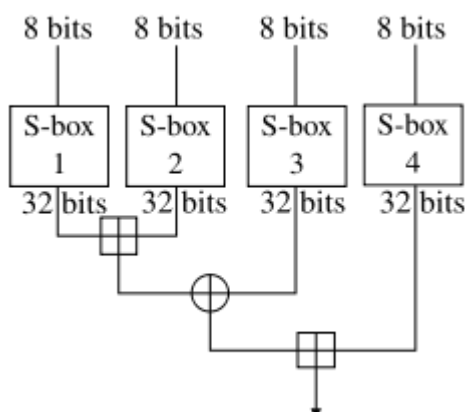 8 bits 8 bits 8 bits 8 bits
S-box S-box S-box S-box
1 2 3 4
32 bits 32 bits 32 bits 32 bits